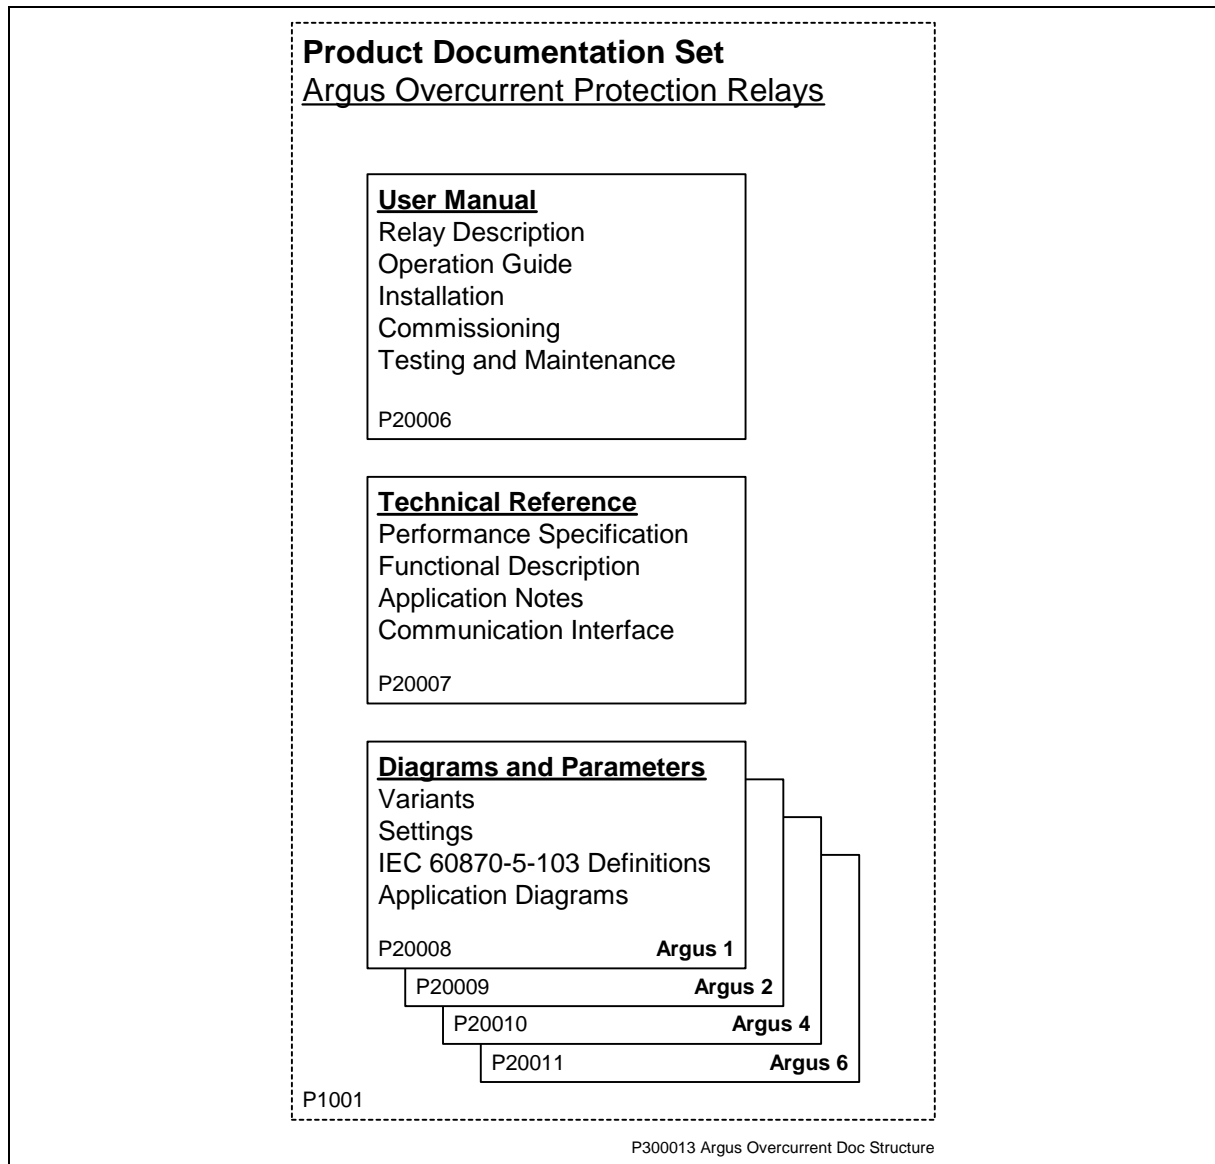 Product Documentation Set
Argus Overcurrent Protection Relays
User Manual
Relay Description
Operation Guide
Installation
Commissioning
Testing and Maintenance
P20006
Technical Reference
Performance Specification
Functional Description
Application Notes
Communication Interface
P20007
Diagrams and Parameters
Variants
Settings
IEC 60870-5-103 Definitions
Application Diagrams
P20008 Argus 1
P20009 Argus 2
P20010 Argus 4
P20011 Argus 6
P1001
P300013 Argus Overcurrent Doc Structure